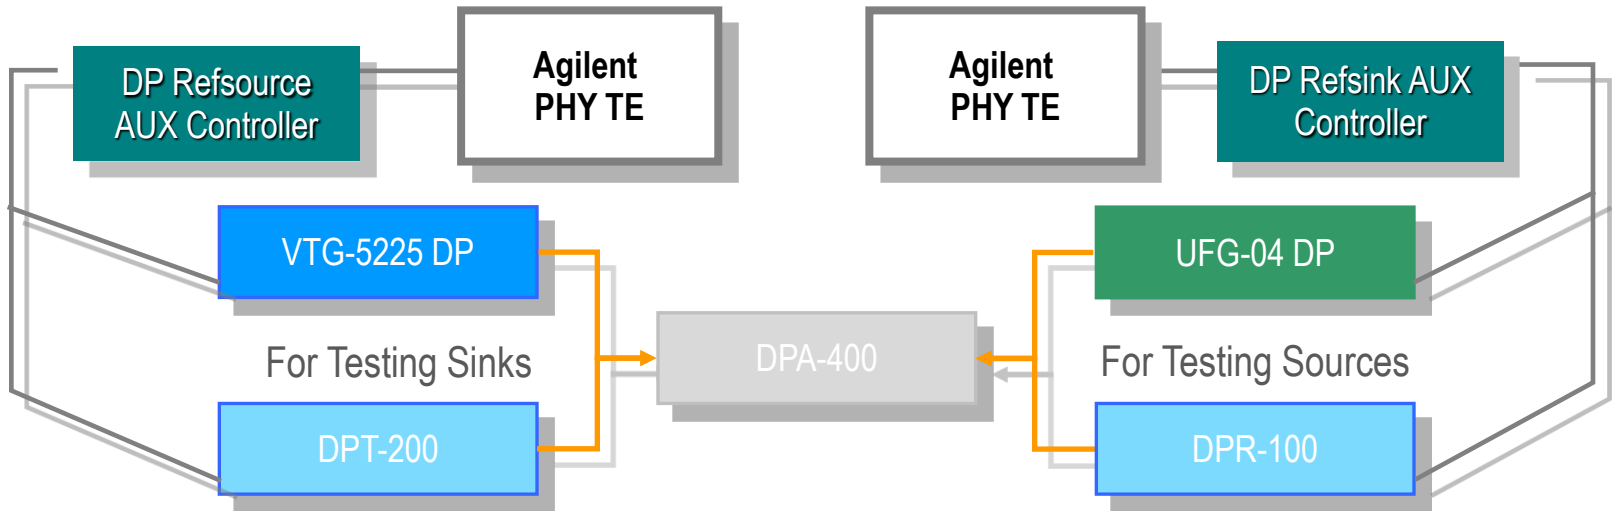 DP Refsource
AUX Controller
Agilent
PHY TE
Agilent
PHY TE
DP Refsink AUX
Controller
VTG-5225 DP
UFG-04 DP
For Testing Sinks
DPA-400
For Testing Sources
DPT-200
DPR-100